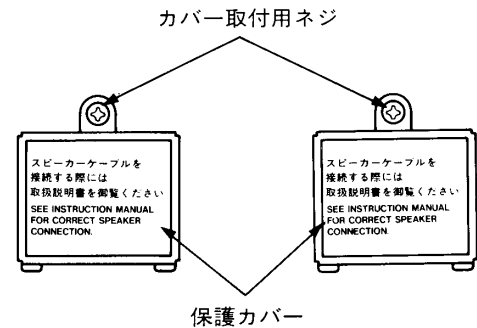 カバー取付用ネジ
スピーカーケーブルを
接続する際には
取扱説明書を御覧ください
SEE INSTRUCTION MANUAL
FOR CORRECT SPEAKER
CONNECTION.
スピーカーケーブルを
接続する際には
取扱説明書を御覧ください
SEE INSTRUCTION MANUAL
FOR CORRECT SPEAKER
CONNECTION.
保護カバー